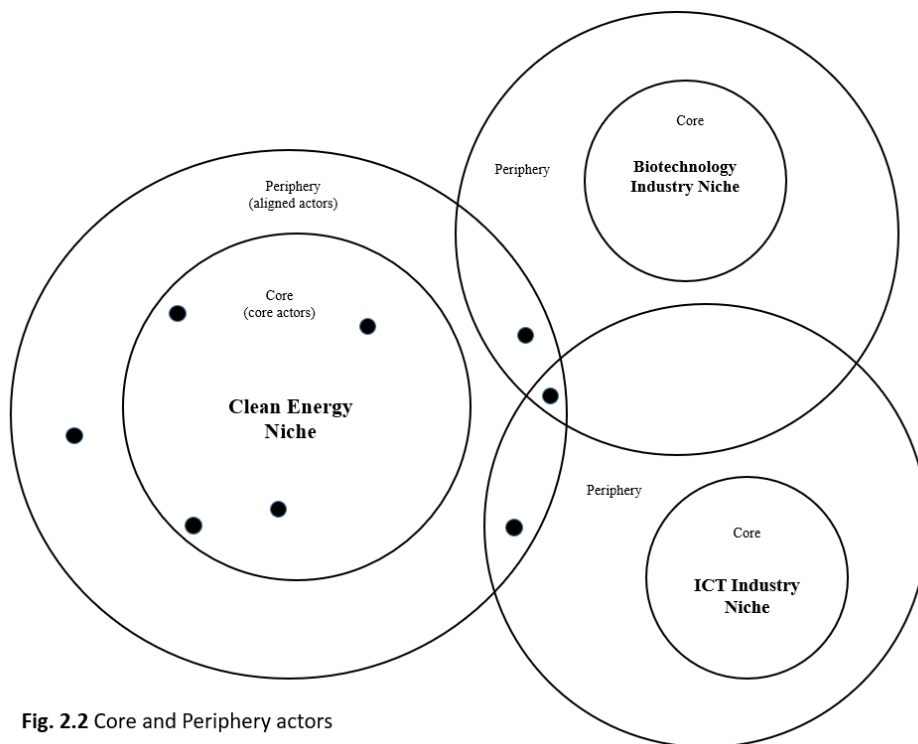 Core
Biotechnology
Industry Niche
Periphery
Periphery
(aligned actors)
Core
(core actors)
Clean Energy
Niche
Periphery
Core
ICT Industry
Niche
Fig. 2.2 Core and Periphery actors